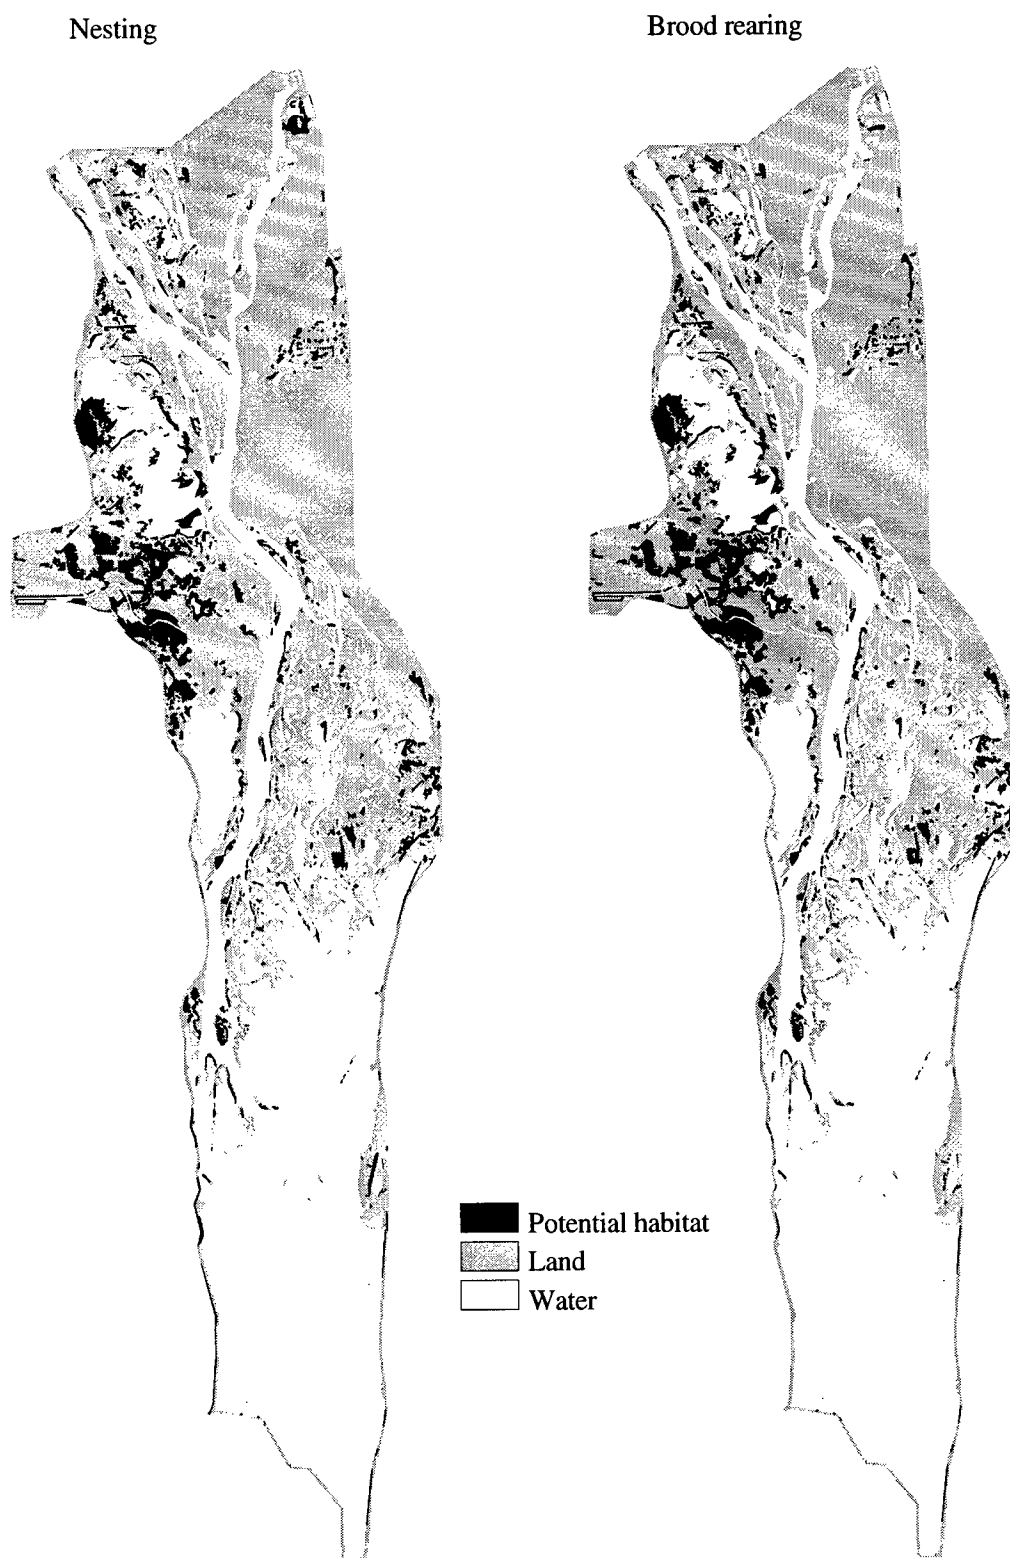 Nesting
Brood rearing
Potential habitat
Land
Water